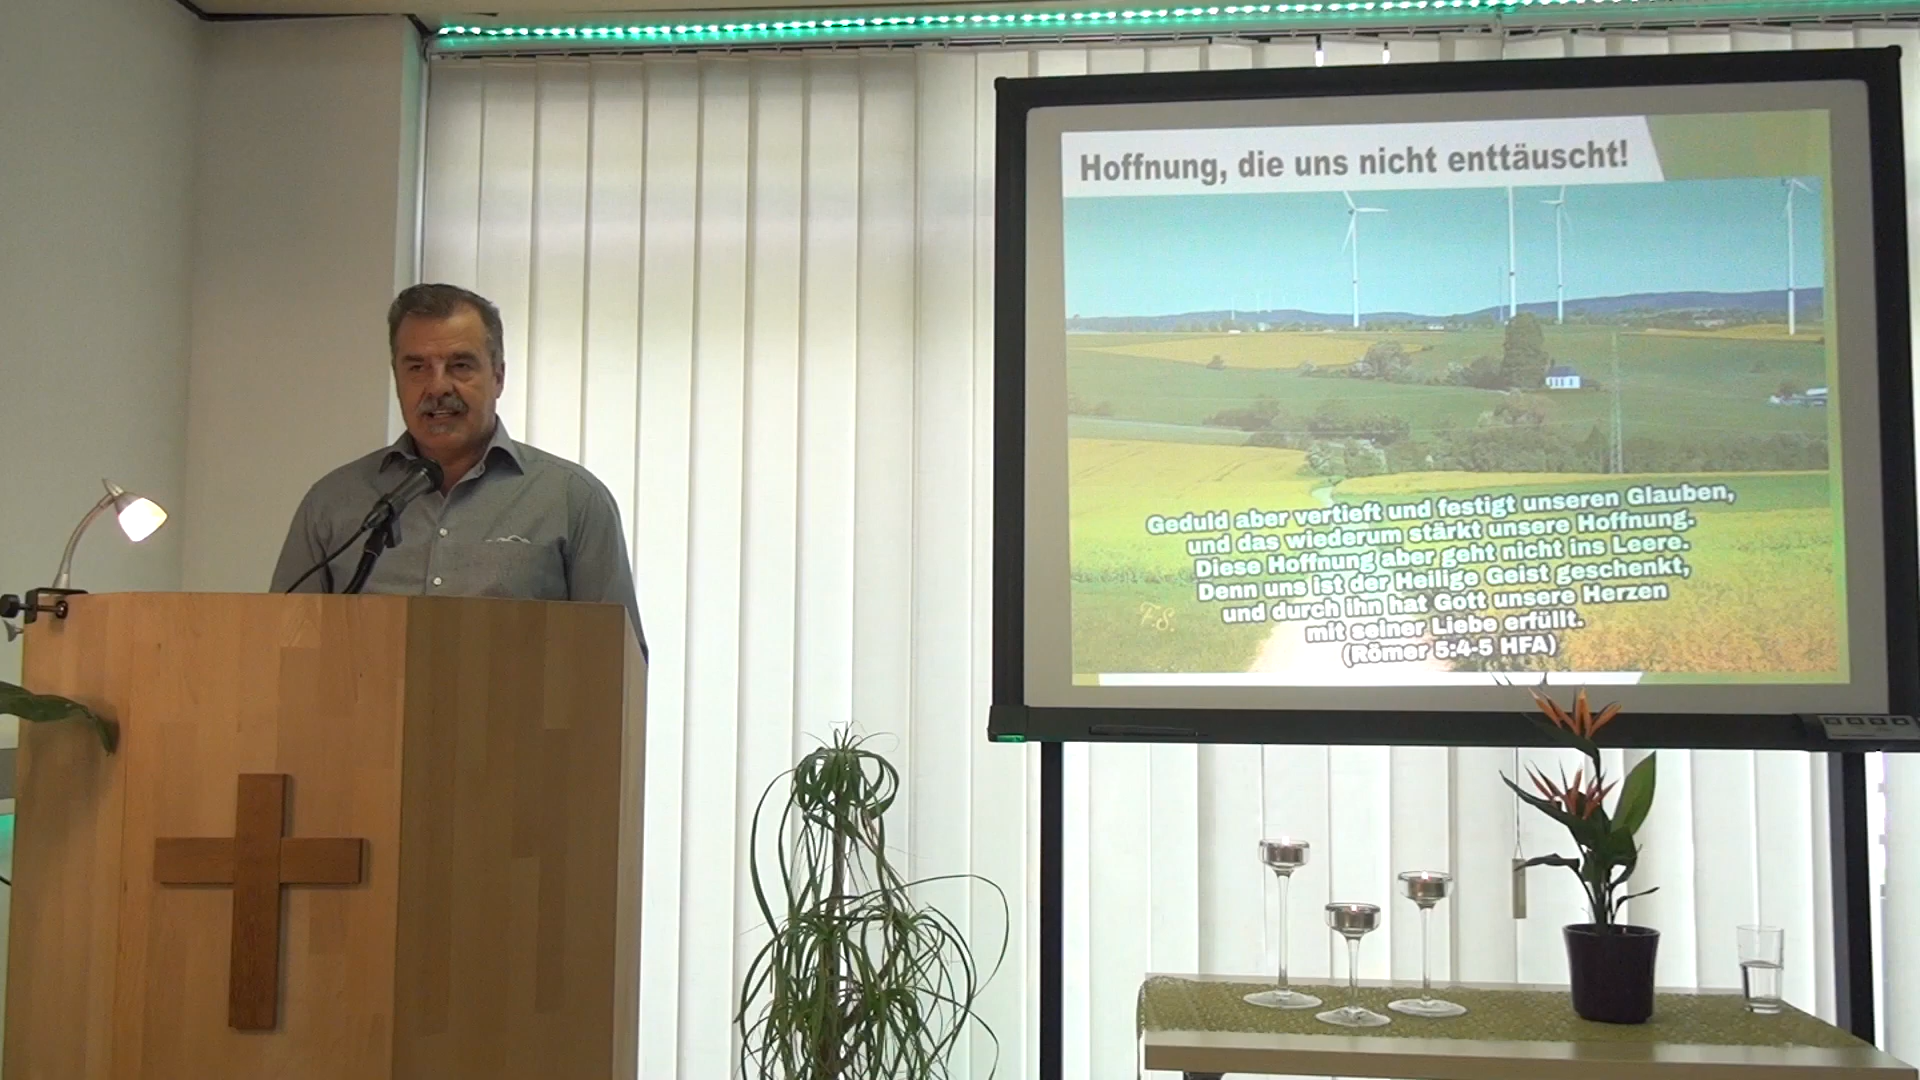 Hoffnung, die uns nicht enttäuscht!
Geduld aber vertieft und festigt unseren Glauben,
und das wiederum stärkt unsere Hoffnung.
Diese Hoffnung aber geht nicht ins Leere.
Denn uns ist der Heilige Geist geschenkt,
und durch ihn hat Gott unsere Herzen
mit seiner Liebe erfüllt.
(Römer 5:4-5 HFA)
F.S.